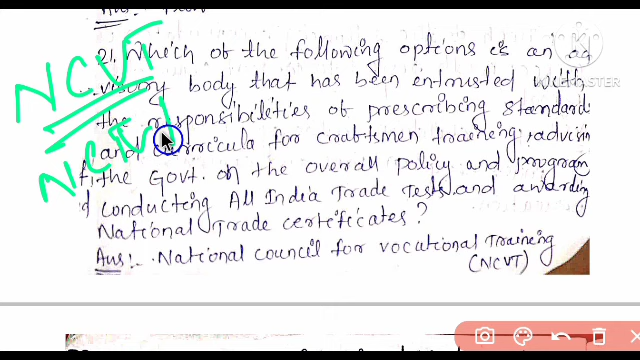 21. Which of the following options is an ad
visory body that has been entrusted with
the responsibilities of prescribing standards
and curricula for craftsmen training, advisin
the Govt. on the overall policy and program
conducting All India Trade Tests and awarding
National Trade certificates?
Ans:- National council for vocational Training
(NCVT)
NCVT